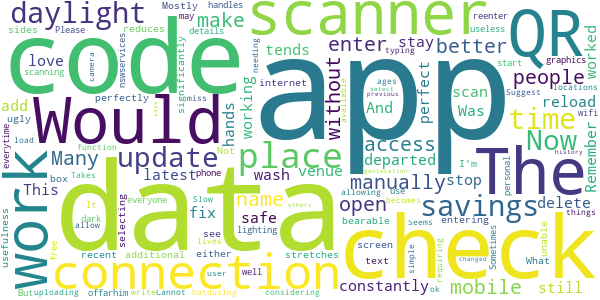 daylight
Mostly
handles
scanner
QR
sides
Please
may
make
details
reenter
useless
reduces
graphics
code
app
love
camera
tends
enter
stay
better
typing
scanning
nswservices
significantly
working
internet
needing
without
people
start
locations
Would
hands
perfect
scan
Suggest
wifi
perfectly
omiss
Was
ages
select
previous
time
reload
add
ugly
load
access
And
available
Now
everytime
work
update
place
departed
The
Remember
function
Many
latest
phone
wash
venue
manually
stop
I'm
history
Not
geolocation
personal
This
box
name
data
check
savings
delete
fix
safe
open
bearable
Seems
entering
things
usefulness
It
dark
Takes
everyone
selecting
see
lighting
allowing
use
becomes
Sometimes
What
unable
free
allow
recent
Slow
lives
either
stretches
screen
text
simple
requiring
connection
constantly
mobile
still
additional
others
user
well
changed
ok
But
uploading
offarhim
write
Cannot
hatdusing
considering